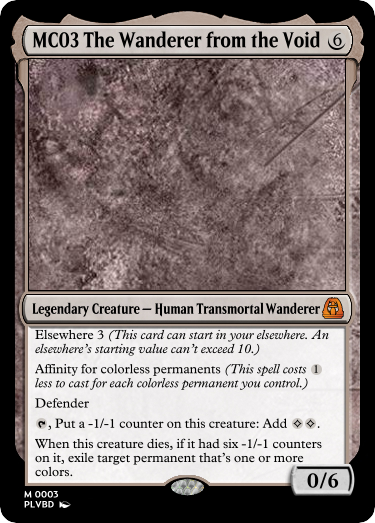 MC03 The Wanderer from the Void 6
Legendary Creature — Human Transmortal Wanderer
Elsewhere 3 (This card can start in your elsewhere. An
elsewhere's starting value can't exceed 10.)
Affinity for colorless permanents (This spell costs 1
less to cast for each colorless permanent you control.)
Defender
, Put a -1/-1 counter on this creature: Add .
When this creature dies, if it had six -1/-1 counters
on it, exile target permanent that's one or more
colors.
0/6
M 0003
PLVBD